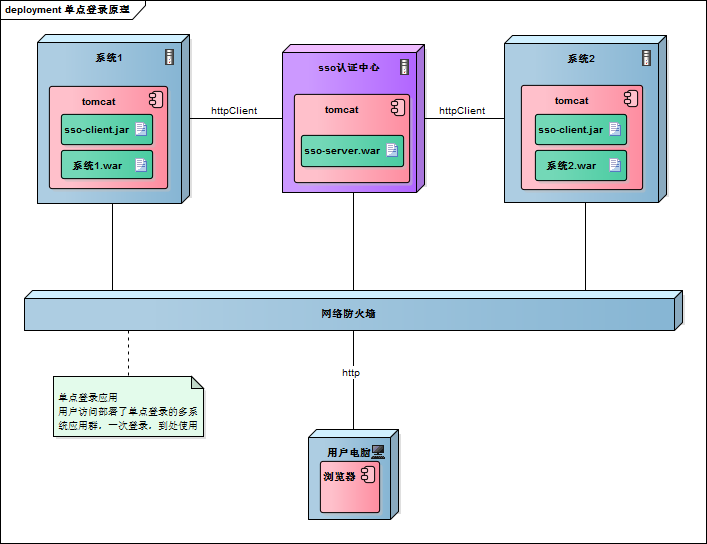 deployment 单点登录原理
系统1
sso认证中心
系统2
tomcat
tomcat
tomcat
httpClient
httpClient
sso-client.jar
sso-server.war
sso-client.jar
系统1.war
系统2.war
网络防火墙
http
单点登录应用
用户访问部署了单点登录的多系
统应用群，一次登录，到处使用
用户电脑
浏览器